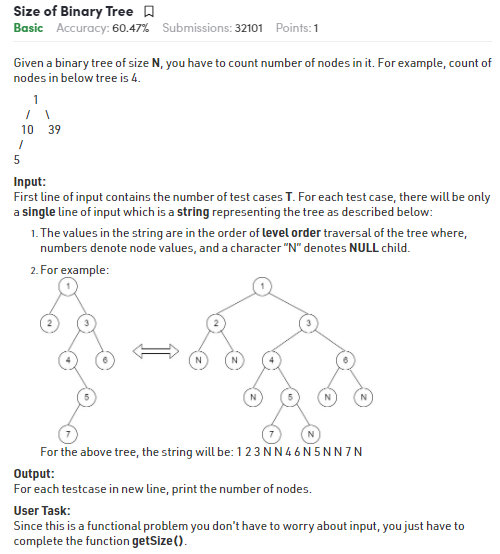 Size of Binary Tree
Basic Accuracy: 60.47% Submissions: 32101 Points: 1
Given a binary tree of size N, you have to count number of nodes in it. For example, count of
nodes in below tree is 4.
1
/ \
10 39
/
5
Input:
First line of input contains the number of test cases T. For each test case, there will be only
a single line of input which is a string representing the tree as described below:
1. The values in the string are in the order of level order traversal of the tree where,
numbers denote node values, and a character "N" denotes NULL child.
2. For example:
1 1
2 3 2 3
4 6 N N 4 6
5 N 5 N N
7 7 N
For the above tree, the string will be: 1 2 3 N N 4 6 N 5 N N 7 N
Output:
For each testcase in new line, print the number of nodes.
User Task:
Since this is a functional problem you don't have to worry about input, you just have to
complete the function getSize().